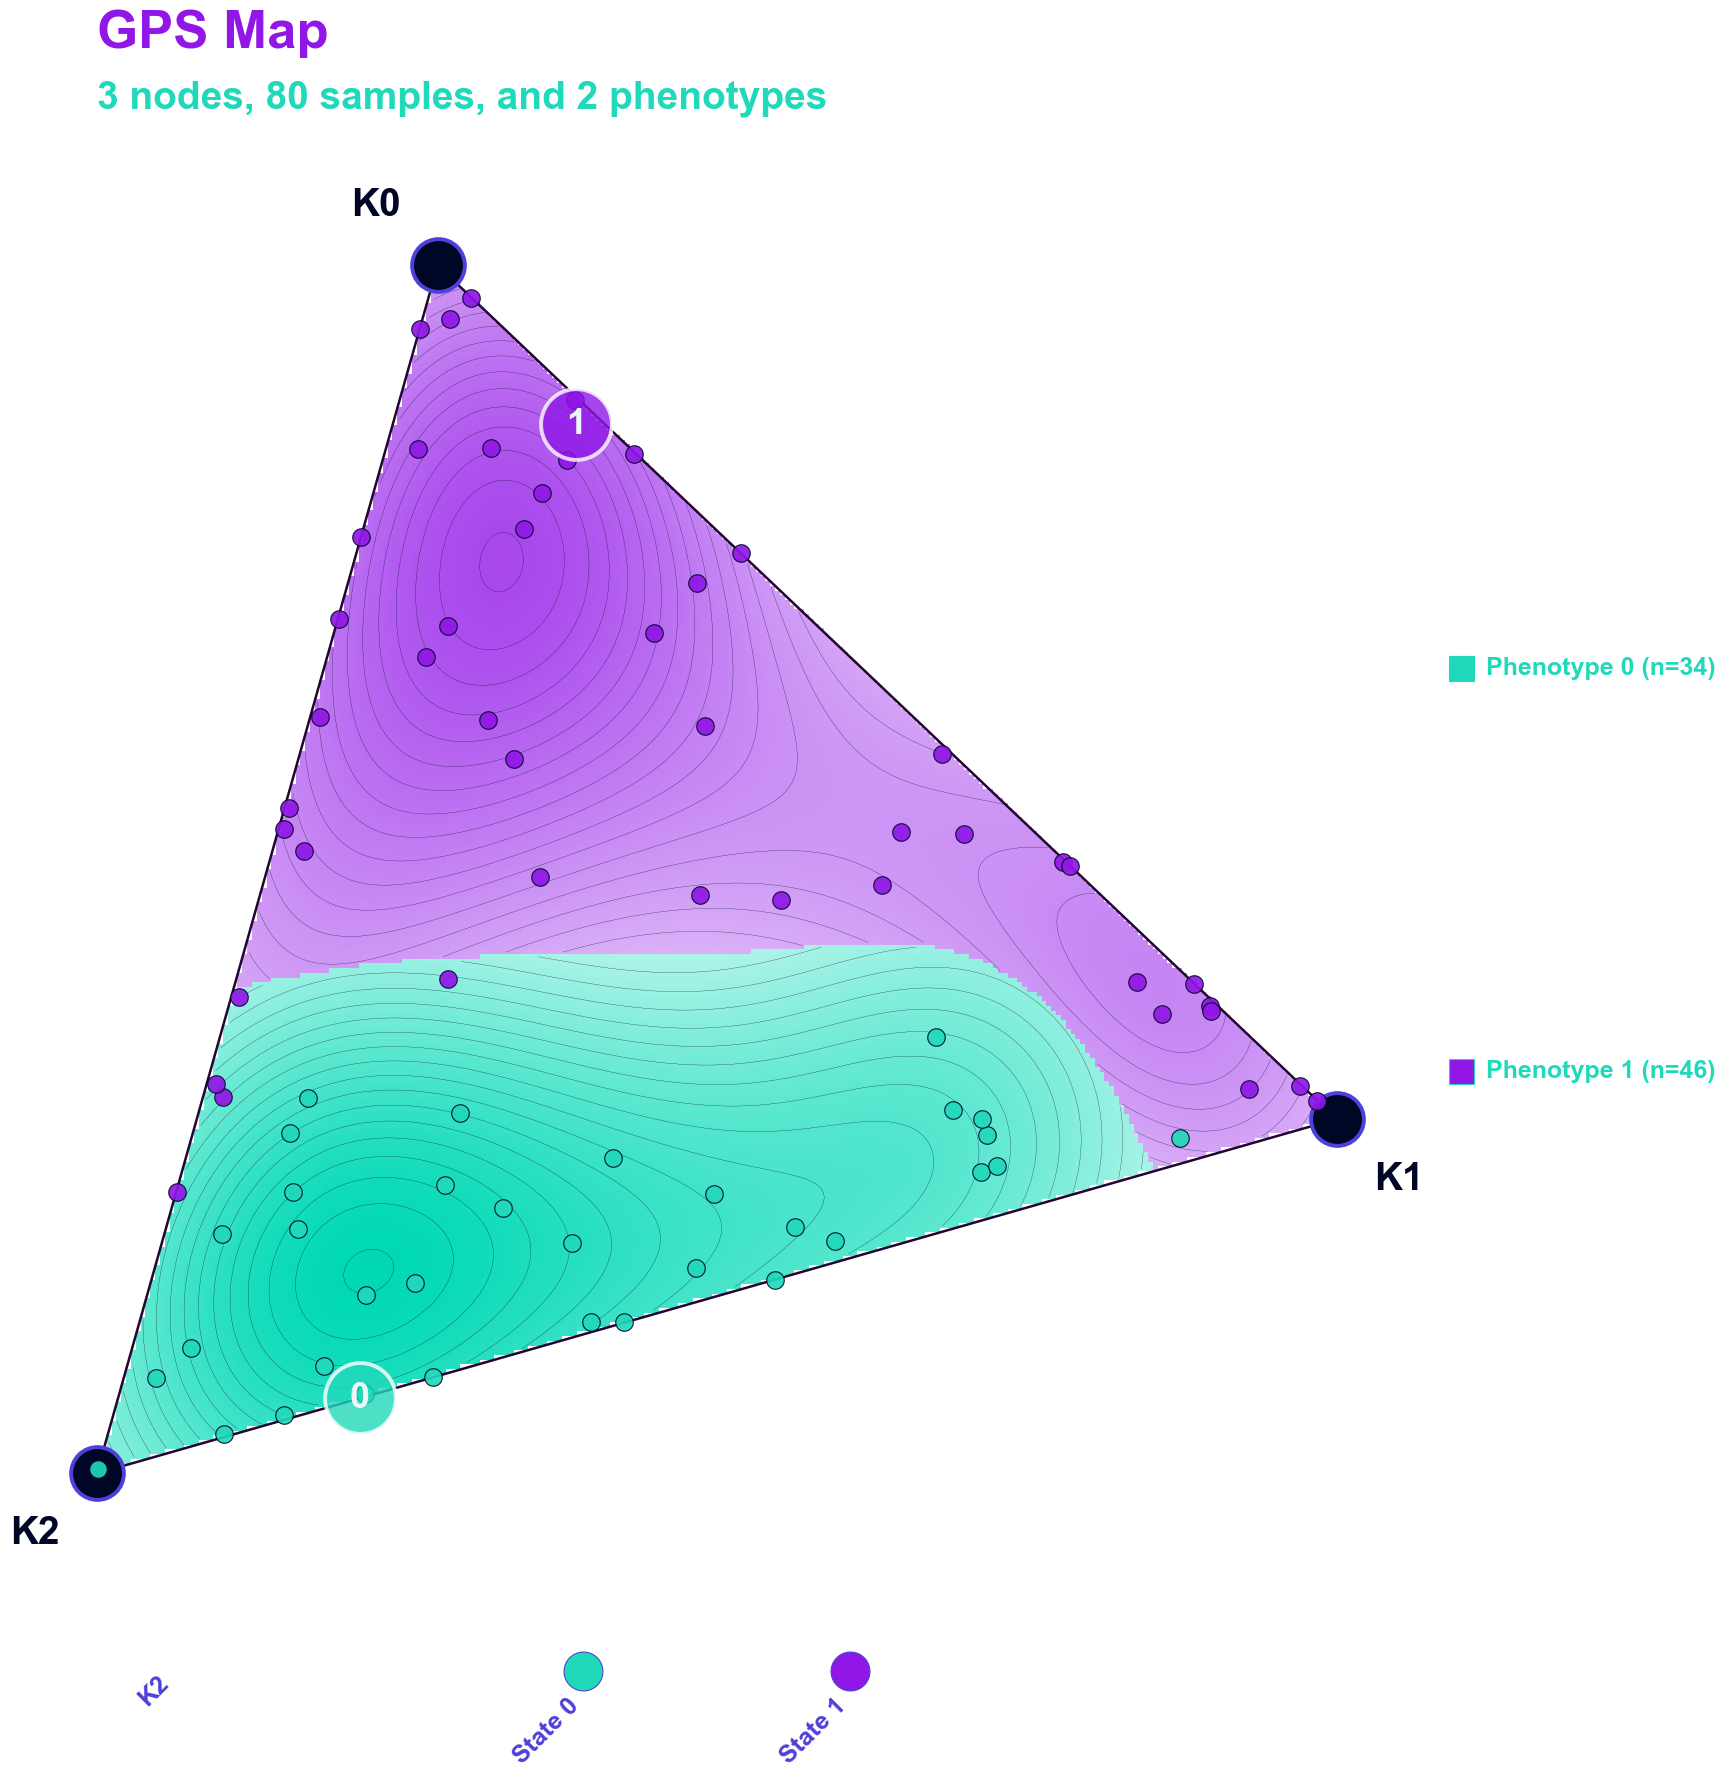 GPS Map
3 nodes, 80 samples, and 2 phenotypes
K0
1
Phenotype 0 (n=34)
Phenotype 1 (n=46)
K1
0
K2
K2
State 0
State 1